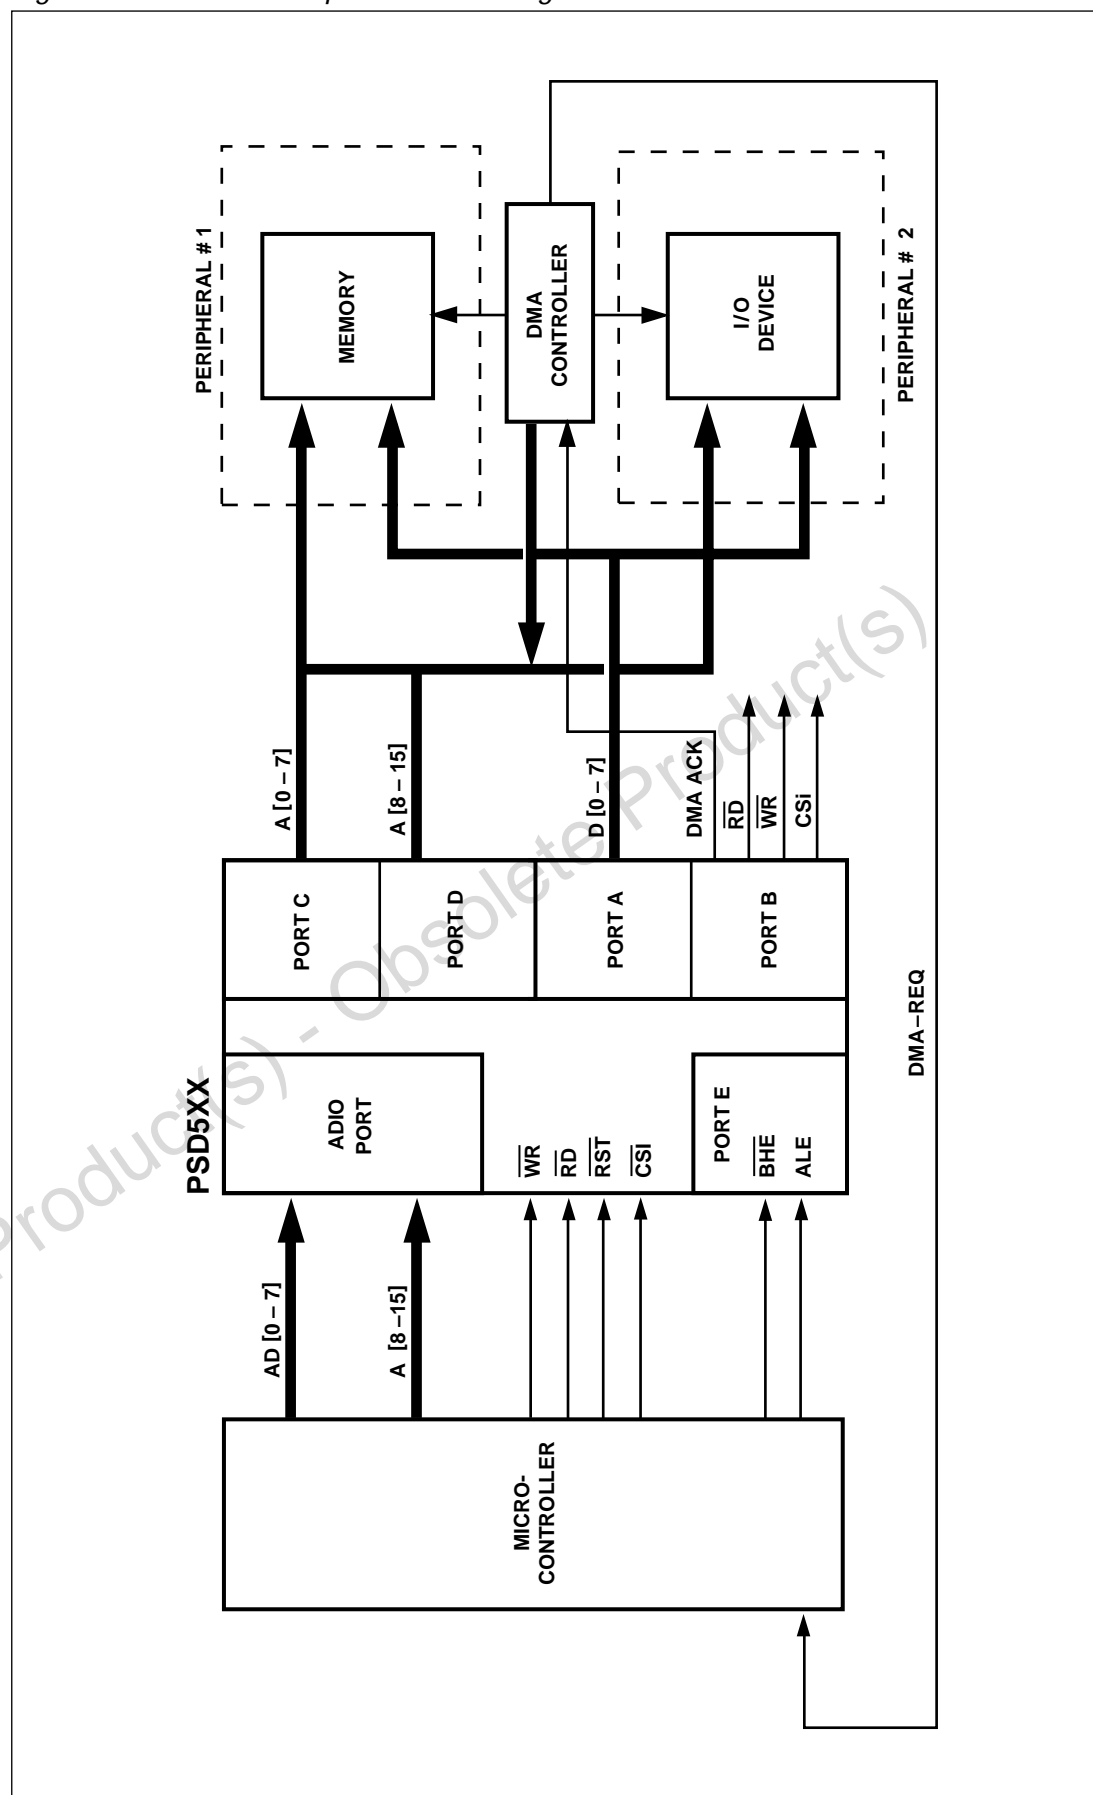 PERIPHERAL # 1
MEMORY
DMA
CONTROLLER
I/O
DEVICE
PERIPHERAL # 2
A [0 – 7]
A [8 – 15]
D [0 – 7]
DMA ACK
RD
WR
CSi
PORT C
PORT D
PORT A
PORT B
DMA–REQ
PSD5XX
ADIO
PORT
WR
RD
RST
CSI
PORT E
BHE
ALE
AD [0 – 7]
A [8 –15]
MICRO-
CONTROLLER
Product(s) - Obsolete Product(s)